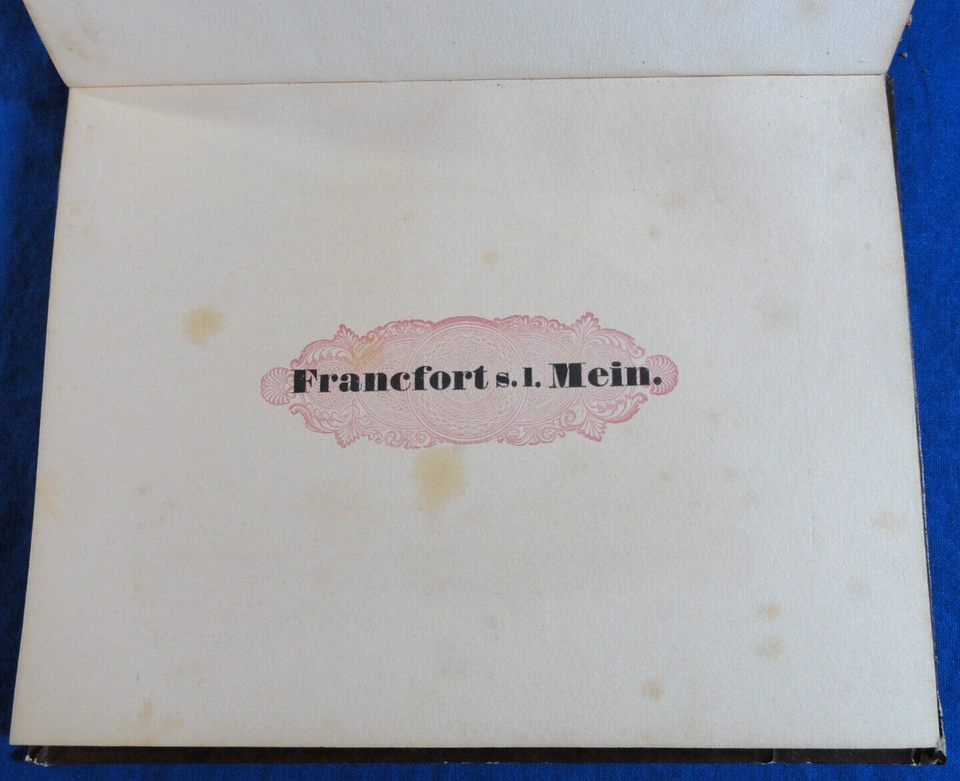 Francfort s. l. Mein.